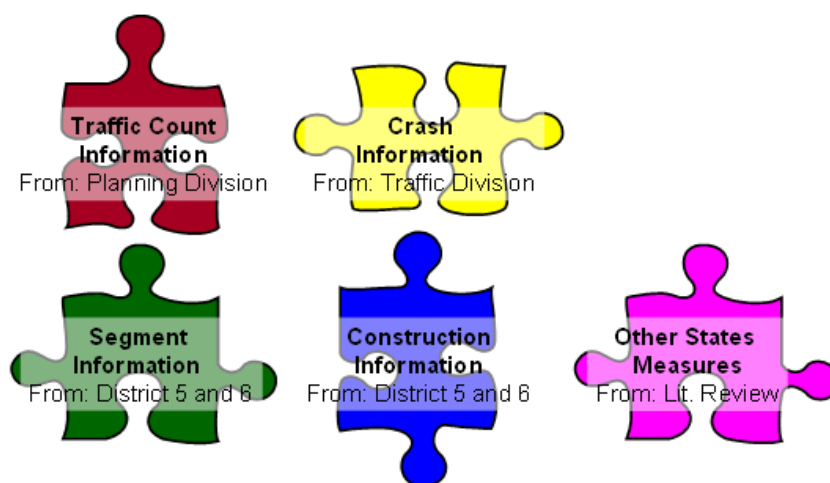 Traffic Count
Information
From: Planning Division
Crash
Information
From: Traffic Division
Segment
Information
From: District 5 and 6
Construction
Information
From: District 5 and 6
Other States
Measures
From: Lit. Review